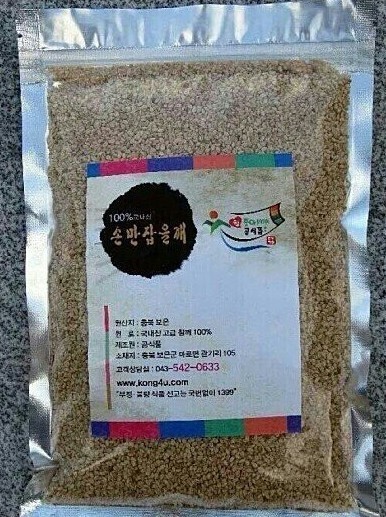 100%국내산
손만잡을깨
콩식품
원산지 : 충북 보은
원 료 : 국내산 고급 참깨 100%
제조원 : 콩식품
소재지 : 충북 보은군 마로면 관기리 105
고객상담실 : 043-542-0633
www.kong4u.com
"부정·불량 식품 신고는 국번없이 1399"